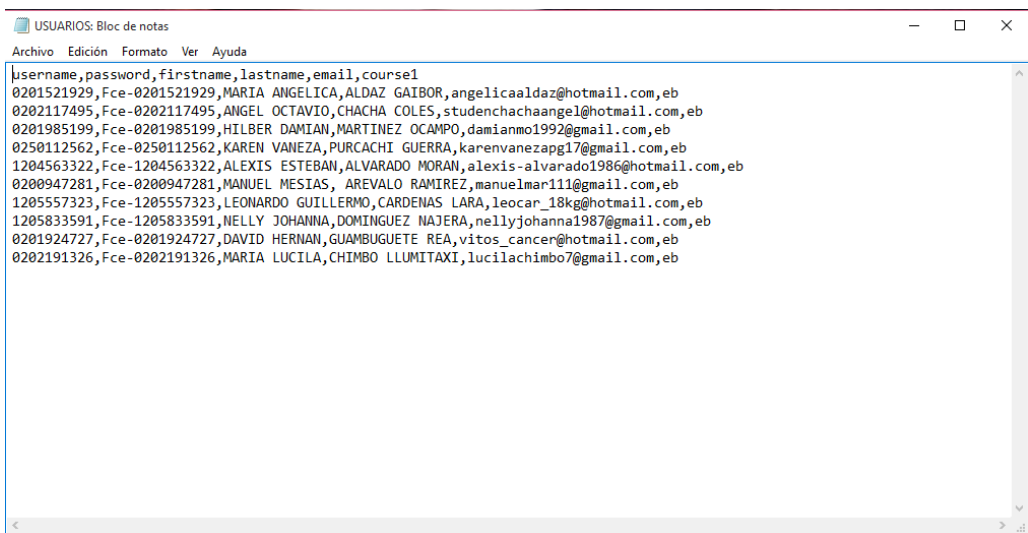 USUARIOS: Bloc de notas
Archivo Edición Formato Ver Ayuda
username,password,firstname,lastname,email,course1
0201521929,Fce-0201521929,MARIA ANGELICA,ALDAZ GAIBOR,angelicaaldaz@hotmail.com,eb
0202117495,Fce-0202117495,ANGEL OCTAVIO,CHACHA COLES,studenchachaangel@hotmail.com,eb
0201985199,Fce-0201985199,HILBER DAMIAN,MARTINEZ OCAMPO,damianmo1992@gmail.com,eb
0250112562,Fce-0250112562,KAREN VANEZA,PURCACHI GUERRA,karenvanezapg17@gmail.com,eb
1204563322,Fce-1204563322,ALEXIS ESTEBAN,ALVARADO MORAN,alexis-alvarado1986@hotmail.com,eb
0200947281,Fce-0200947281,MANUEL MESIAS, AREVALO RAMIREZ,manuelmar111@gmail.com,eb
1205557323,Fce-1205557323,LEONARDO GUILLERMO,CARDENAS LARA,leocar_18kg@hotmail.com,eb
1205833591,Fce-1205833591,NELLY JOHANNA,DOMINGUEZ NAJERA,nellyjohanna1987@gmail.com,eb
0201924727,Fce-0201924727,DAVID HERNAN,GUAMBUGUETE REA,vitos_cancer@hotmail.com,eb
0202191326,Fce-0202191326,MARIA LUCILA,CHIMBO LLUMITAXI,lucilachimbo7@gmail.com,eb